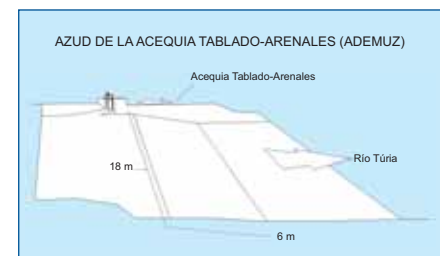 AZUD DE LA ACEQUIA TABLADO-ARENALES (ADEMUZ)
Acequia Tablado-Arenales
Río Túria
18 m
6 m